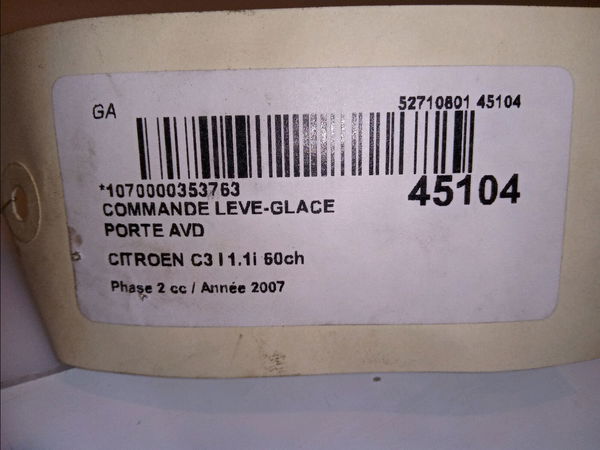 GA
52710801 45104
*1070000353763
45104
COMMANDE LEVE-GLACE
PORTE AVD
CITROEN C3 I 1.1i 60ch
Phase 2 cc / Année 2007